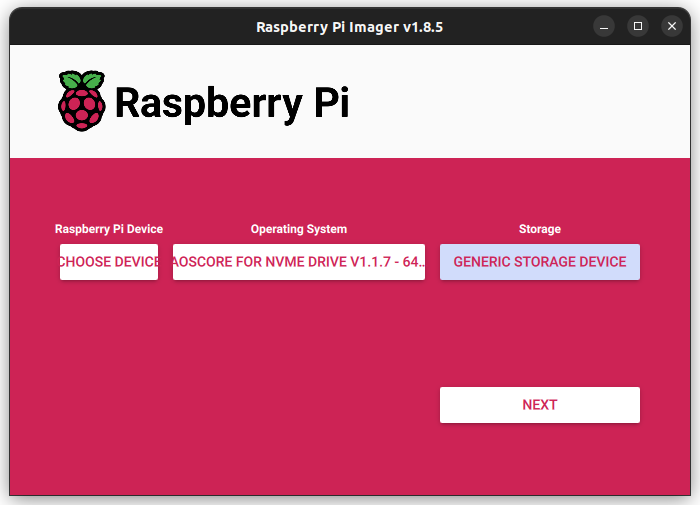 Raspberry Pi Imager v1.8.5
Raspberry Pi
Raspberry Pi Device
Operating System
Storage
CHOOSE DEVICE
AOSCORE FOR NVME DRIVE V1.1.7 - 64...
GENERIC STORAGE DEVICE
NEXT